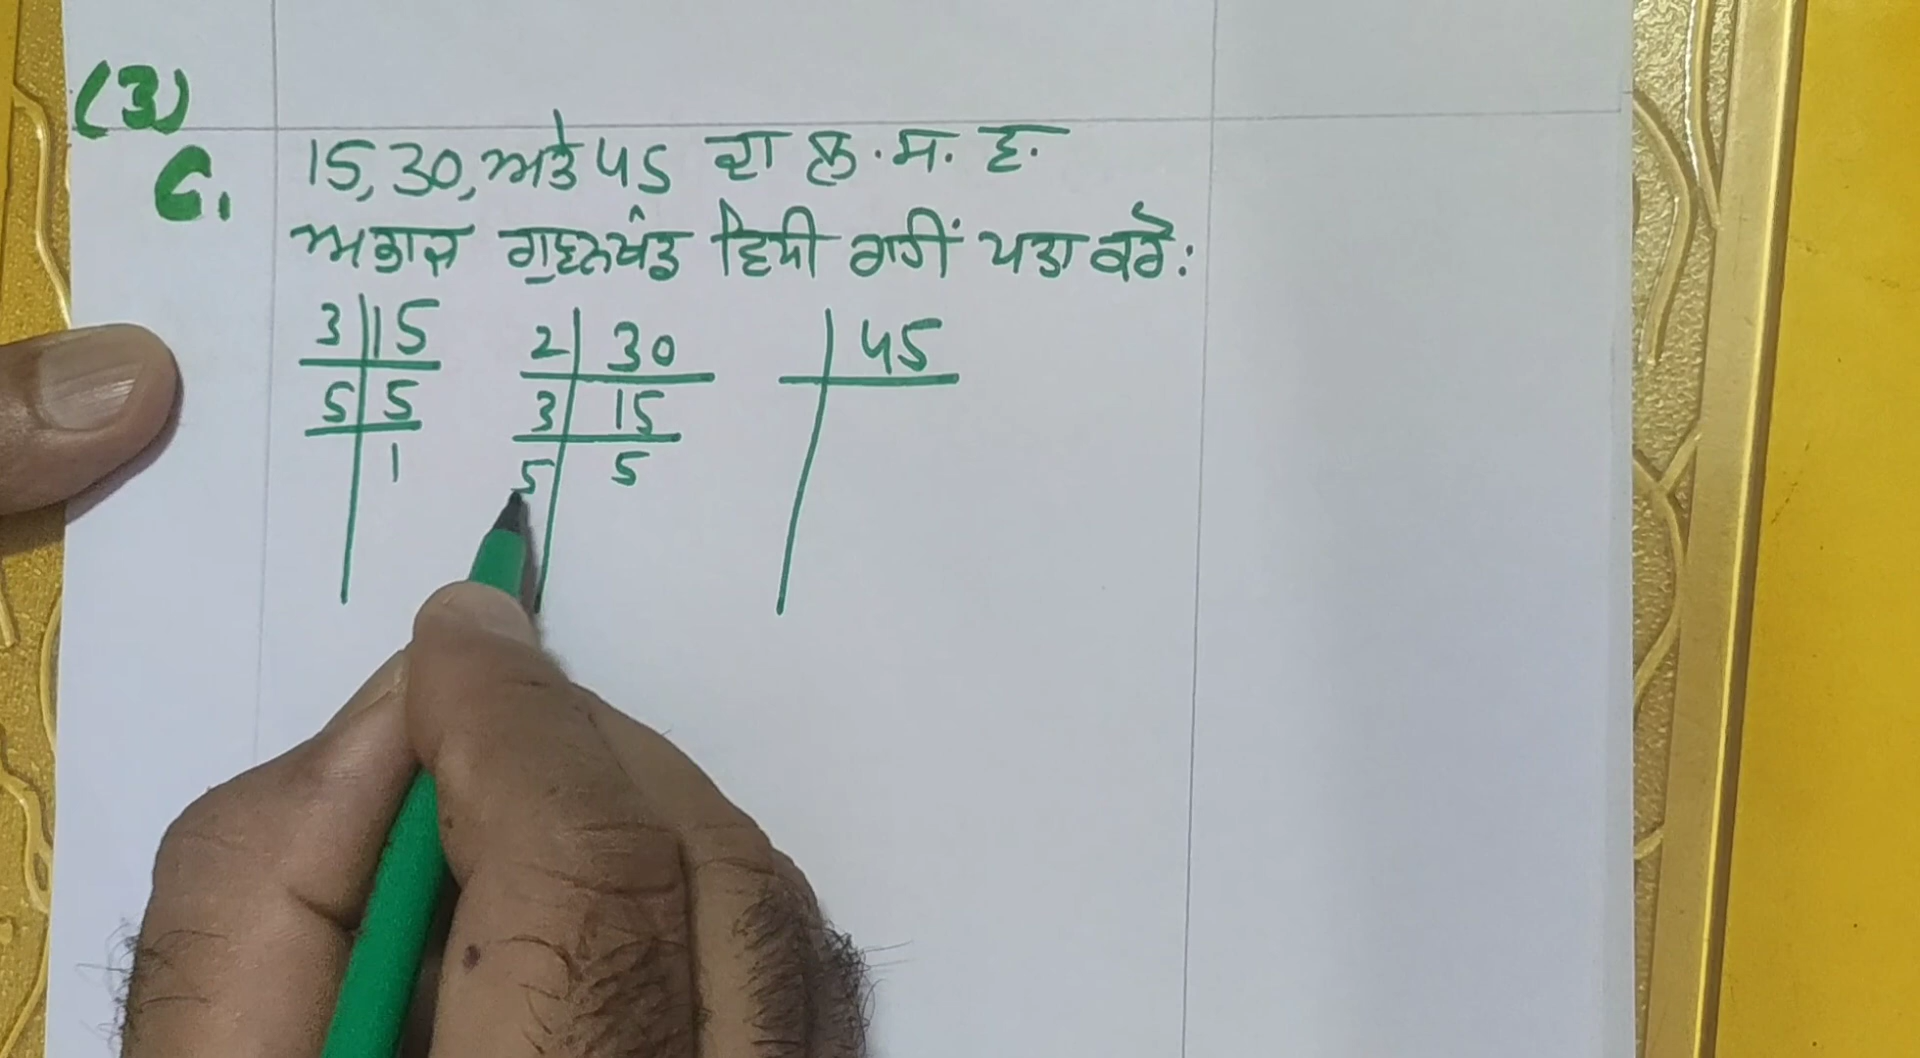 (3)
C. 15, 30, ਅਤੇ 45 ਦਾ ਲ.ਸ.ਵ.
ਅਭਾਜ ਗੁਣਨਖੰਡ ਵਿਧੀ ਰਾਹੀਂ ਪਤਾ ਕਰੋ:
3 15 2 30 45
5 5 3 15
1 5 5